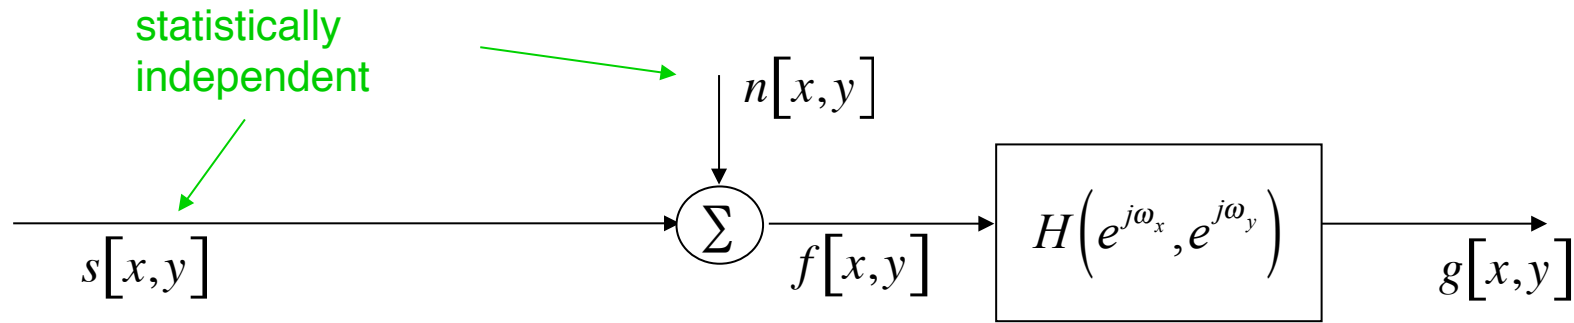 statistically
independent
n[x,y]
∑
H(e^{jω_x},e^{jω_y})
s[x,y]
f[x,y]
g[x,y]